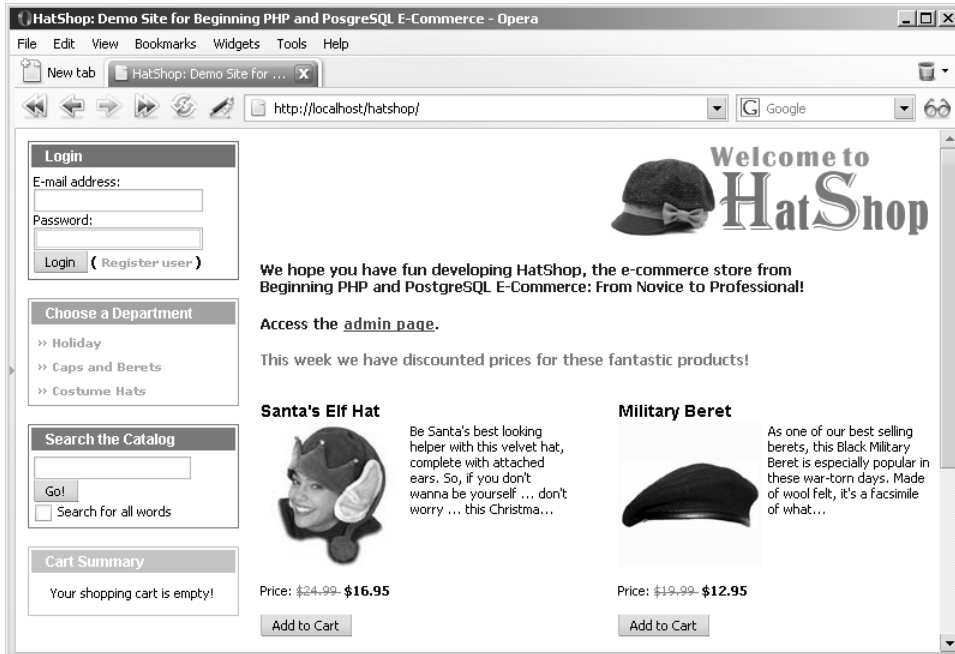 HatShop: Demo Site for Beginning PHP and PosgreSQL E-Commerce - Opera
File Edit View Bookmarks Widgets Tools Help
New tab
HatShop: Demo Site for ...
http://localhost/hatshop/
G Google
Login
E-mail address:
Password:
Login ( Register user )
Choose a Department
» Holiday
» Caps and Berets
» Costume Hats
Search the Catalog
Go!
Search for all words
Cart Summary
Your shopping cart is empty!
Welcome to
HatShop
We hope you have fun developing HatShop, the e-commerce store from
Beginning PHP and PostgreSQL E-Commerce: From Novice to Professional!
Access the admin page.
This week we have discounted prices for these fantastic products!
Santa's Elf Hat
Be Santa's best looking
helper with this velvet hat,
complete with attached
ears. So, if you don't
wanna be yourself ... don't
worry ... this Christma...
Price: $24.99 $16.95
Add to Cart
Military Beret
As one of our best selling
berets, this Black Military
Beret is especially popular in
these war-torn days. Made
of wool felt, it's a facsimile
of what...
Price: $19.99 $12.95
Add to Cart